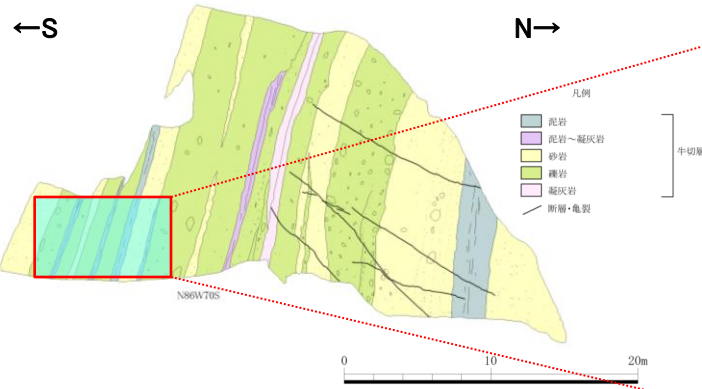 ←S
N→
凡例
泥岩
泥岩～凝灰岩
砂岩
礫岩
凝灰岩
断層・亀裂
牛切層
N86W70S
0 10 20m